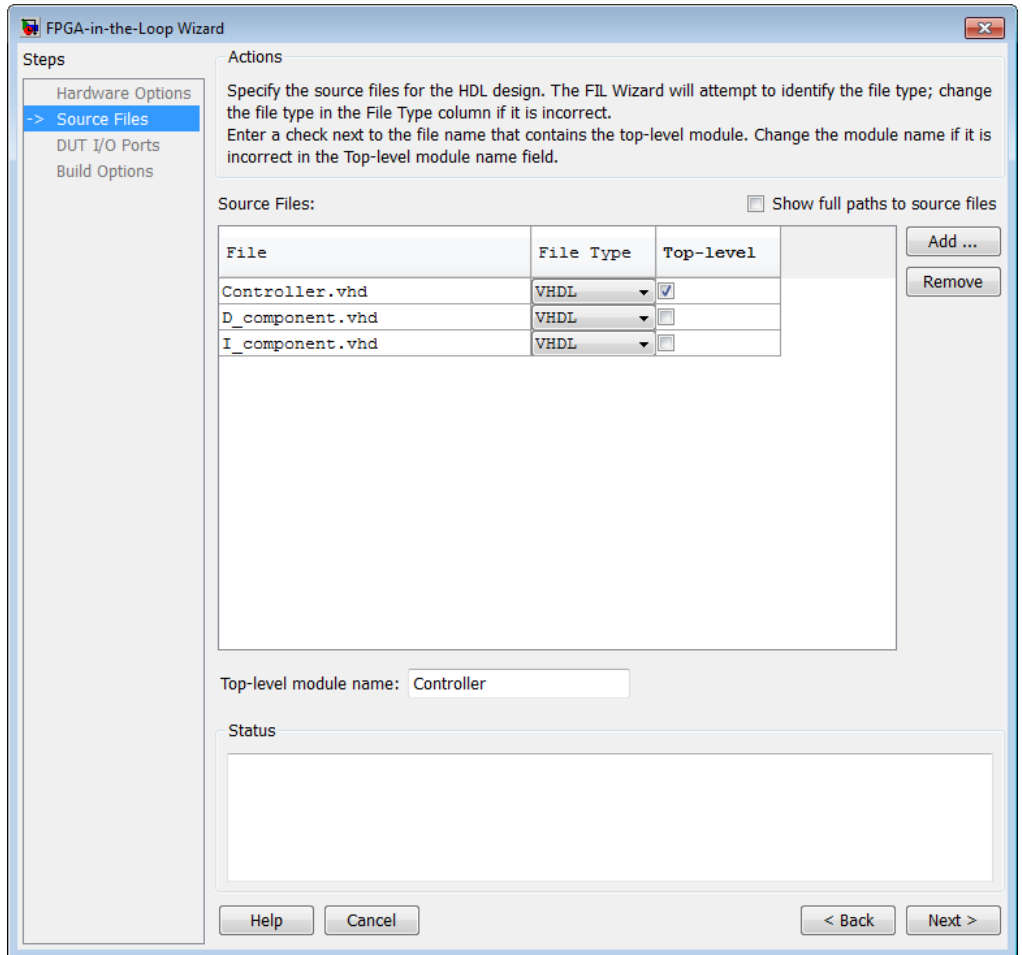 FPGA-in-the-Loop Wizard
Steps
Hardware Options
-> Source Files
DUT I/O Ports
Build Options
Actions
Specify the source files for the HDL design. The FIL Wizard will attempt to identify the file type; change
the file type in the File Type column if it is incorrect.
Enter a check next to the file name that contains the top-level module. Change the module name if it is
incorrect in the Top-level module name field.
Source Files:
Show full paths to source files
File File Type Top-level
Controller.vhd VHDL
D_component.vhd VHDL
I_component.vhd VHDL
Add ...
Remove
Top-level module name: Controller
Status
Help Cancel < Back Next >